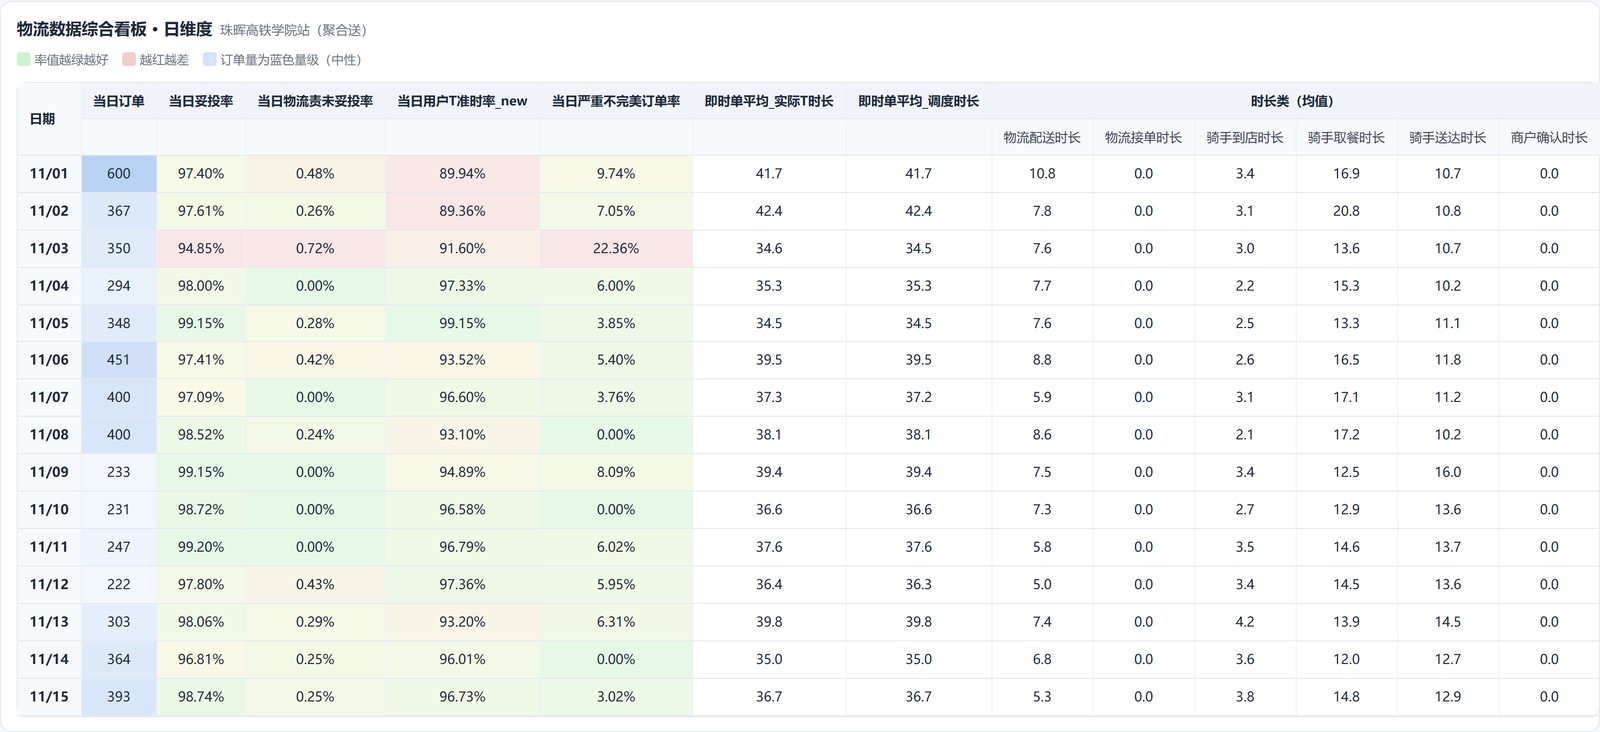 物流数据综合看板 • 日维度 珠晖高铁学院站（聚合送）
率值越绿越好 越红越差 订单量为蓝色量级（中性）
日期 当日订单 当日妥投率 当日物流责未妥投率 当日用户T准时率_new 当日严重不完美订单率 即时单平均_实际T时长 即时单平均_调度时长 时长类（均值）
物流配送时长 物流接单时长 骑手到店时长 骑手取餐时长 骑手送达时长 商户确认时长
11/01 600 97.40% 0.48% 89.94% 9.74% 41.7 41.7 10.8 0.0 3.4 16.9 10.7 0.0
11/02 367 97.61% 0.26% 89.36% 7.05% 42.4 42.4 7.8 0.0 3.1 20.8 10.8 0.0
11/03 350 94.85% 0.72% 91.60% 22.36% 34.6 34.5 7.6 0.0 3.0 13.6 10.7 0.0
11/04 294 98.00% 0.00% 97.33% 6.00% 35.3 35.3 7.7 0.0 2.2 15.3 10.2 0.0
11/05 348 99.15% 0.28% 99.15% 3.85% 34.5 34.5 7.6 0.0 2.5 13.3 11.1 0.0
11/06 451 97.41% 0.42% 93.52% 5.40% 39.5 39.5 8.8 0.0 2.6 16.5 11.8 0.0
11/07 400 97.09% 0.00% 96.60% 3.76% 37.3 37.2 5.9 0.0 3.1 17.1 11.2 0.0
11/08 400 98.52% 0.24% 93.10% 0.00% 38.1 38.1 8.6 0.0 2.1 17.2 10.2 0.0
11/09 233 99.15% 0.00% 94.89% 8.09% 39.4 39.4 7.5 0.0 3.4 12.5 16.0 0.0
11/10 231 98.72% 0.00% 96.58% 0.00% 36.6 36.6 7.3 0.0 2.7 12.9 13.6 0.0
11/11 247 99.20% 0.00% 96.79% 6.02% 37.6 37.6 5.8 0.0 3.5 14.6 13.7 0.0
11/12 222 97.80% 0.43% 97.36% 5.95% 36.4 36.3 5.0 0.0 3.4 14.5 13.6 0.0
11/13 303 98.06% 0.29% 93.20% 6.31% 39.8 39.8 7.4 0.0 4.2 13.9 14.5 0.0
11/14 364 96.81% 0.25% 96.01% 0.00% 35.0 35.0 6.8 0.0 3.6 12.0 12.7 0.0
11/15 393 98.74% 0.25% 96.73% 3.02% 36.7 36.7 5.3 0.0 3.8 14.8 12.9 0.0